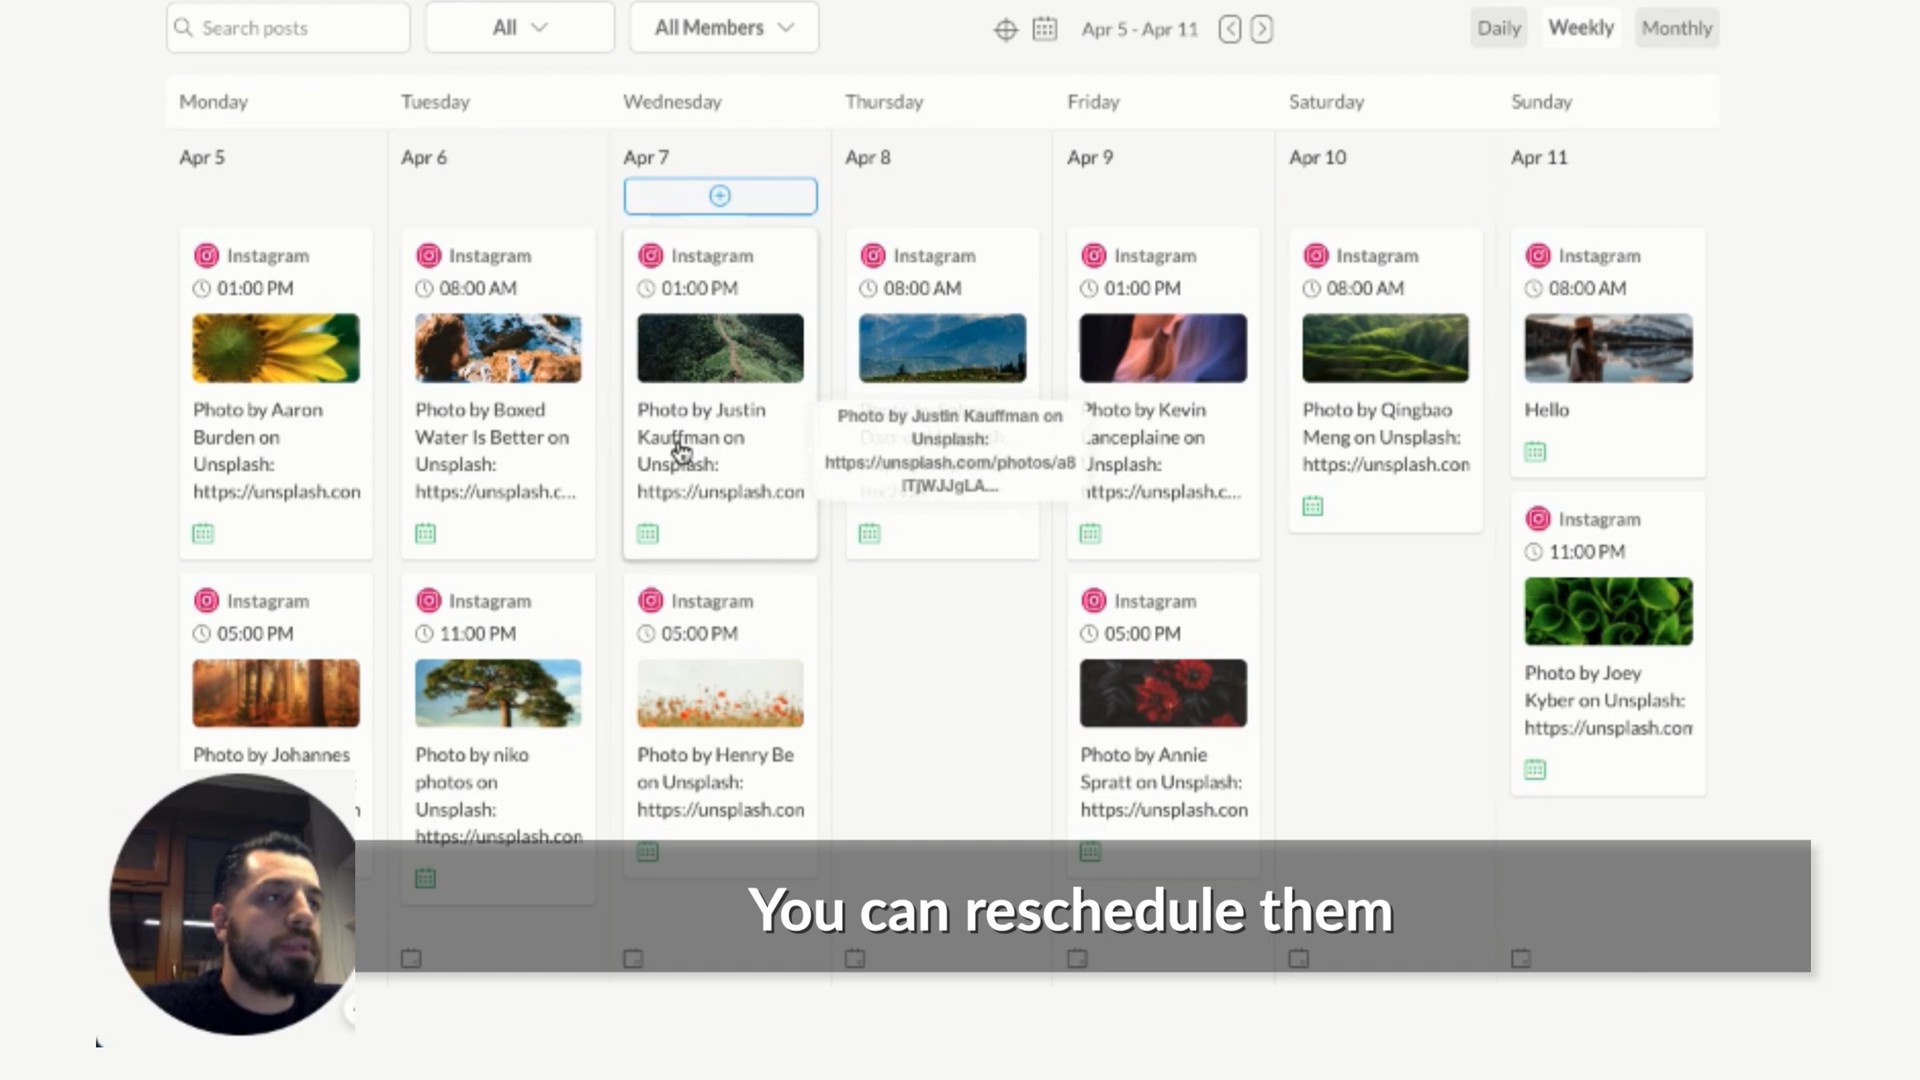 Search posts
All
All Members
Apr 5 - Apr 11
Daily
Weekly
Monthly
Monday
Tuesday
Wednesday
Thursday
Friday
Saturday
Sunday
Apr 5
Apr 6
Apr 7
Apr 8
Apr 9
Apr 10
Apr 11
Instagram
01:00 PM
Photo by Aaron
Burden on
Unsplash:
https://unsplash.con
Instagram
05:00 PM
Photo by Johannes
Instagram
08:00 AM
Photo by Boxed
Water Is Better on
Unsplash:
https://unsplash.c...
Instagram
11:00 PM
Photo by niko
photos on
Unsplash:
https://unsplash.con
Instagram
01:00 PM
Photo by Justin
Kauffman on
Unsplash:
https://unsplash.con
Instagram
05:00 PM
Photo by Henry Be
on Unsplash:
https://unsplash.con
Instagram
08:00 AM
Photo by Justin Kauffman on
Unsplash:
Instagram
01:00 PM
Photo by Kevin
Lanceplaine on
Unsplash:
https://unsplash.c...
Instagram
05:00 PM
Photo by Annie
Spratt on Unsplash:
https://unsplash.con
Instagram
08:00 AM
Photo by Qingbao
Meng on Unsplash:
https://unsplash.con
Instagram
08:00 AM
Hello
Instagram
11:00 PM
Photo by Joey
Kyber on Unsplash:
https://unsplash.con
You can reschedule them